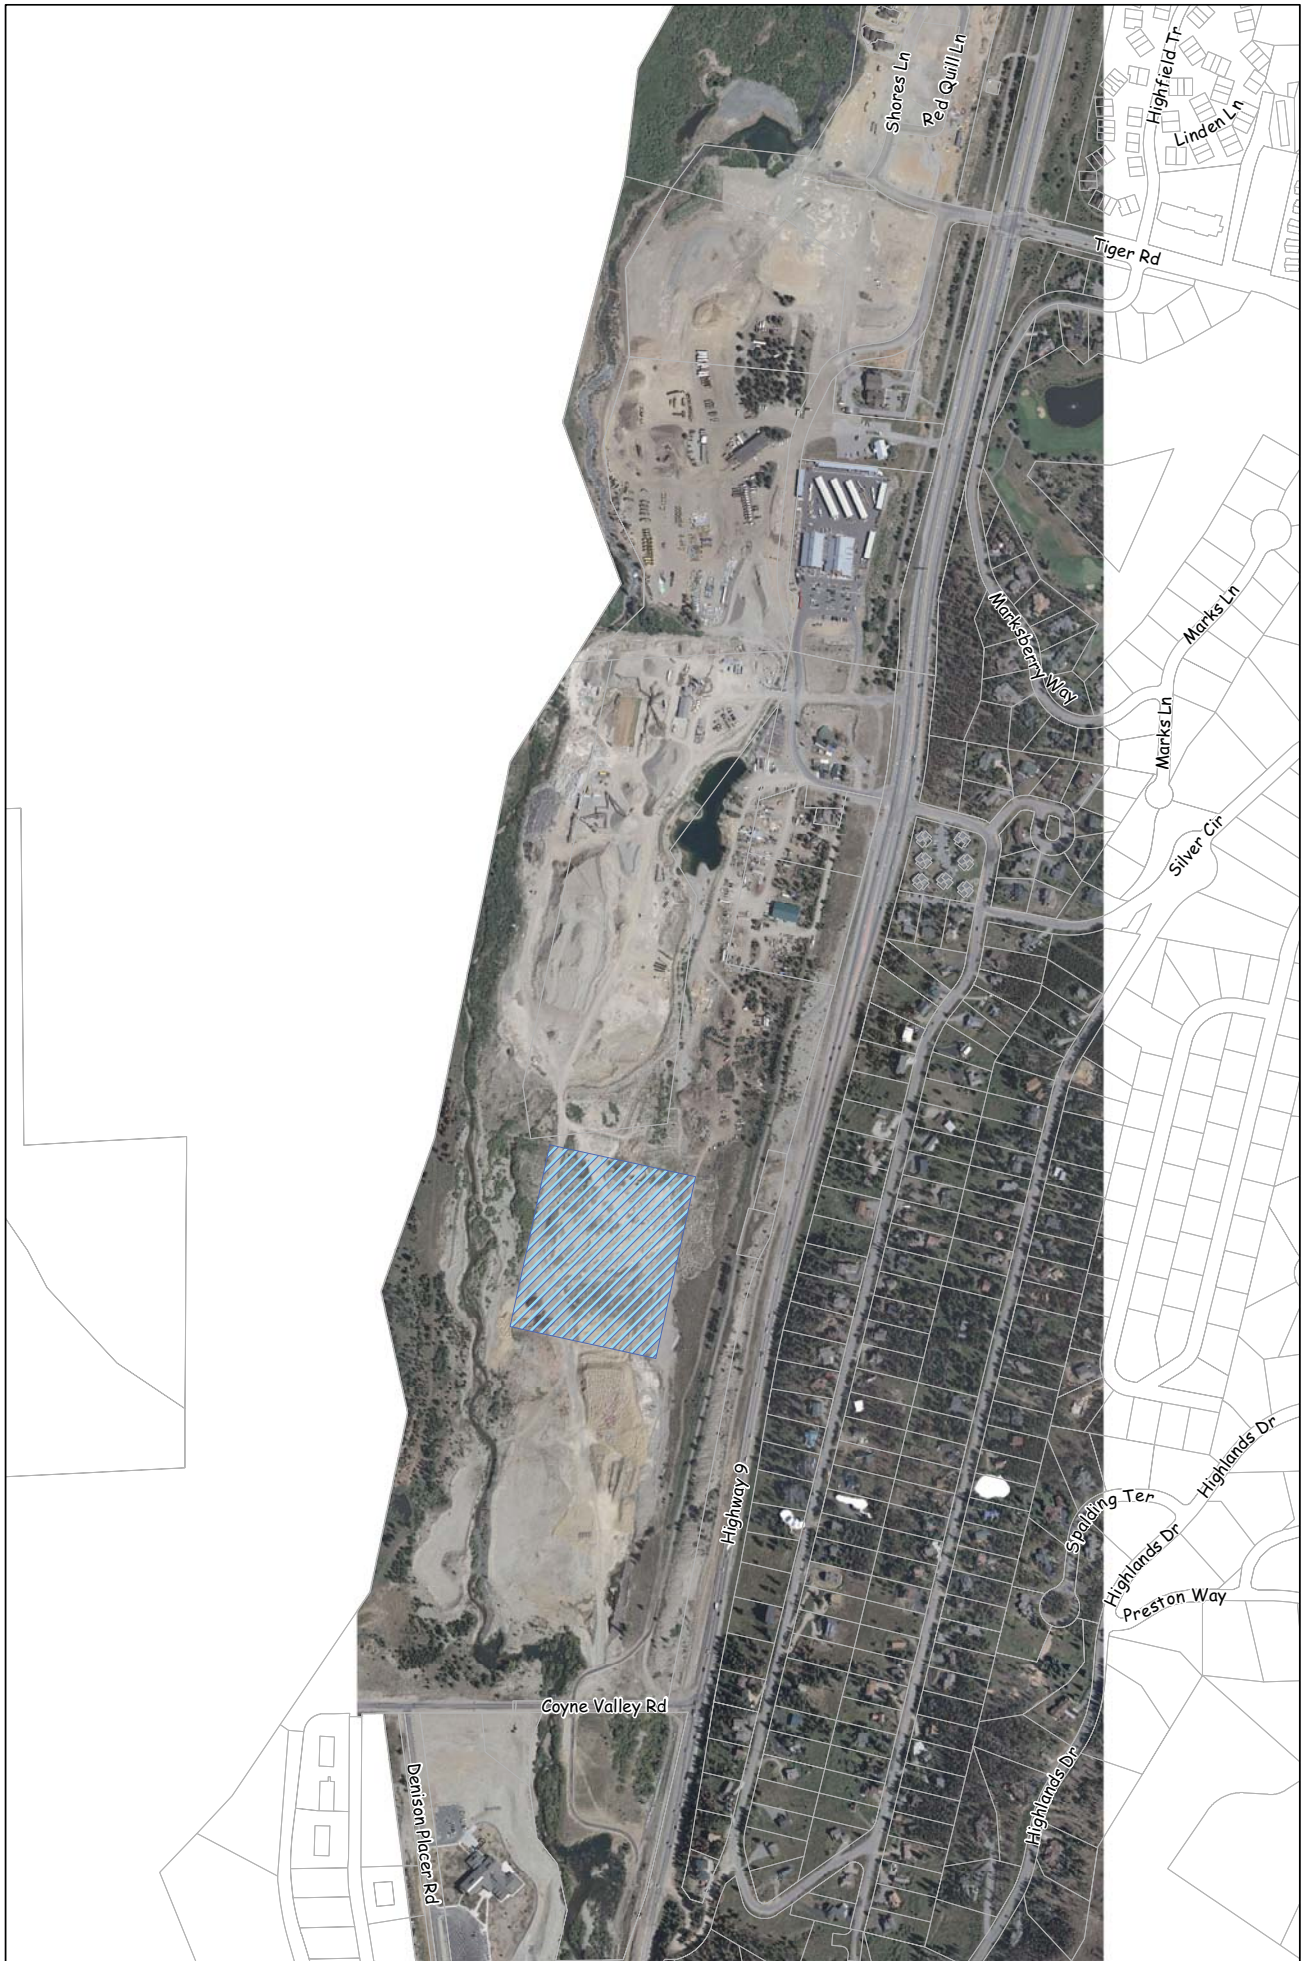 Shores Ln
Red Quill Ln
Highfield Tr
Linden Ln
Tiger Rd
Marks Ln
Marksberry Way
Marks Ln
Silver Cir
Highlands Dr
Highway 9
Spalding Ter
Highlands Dr
Preston Way
Coyne Valley Rd
Highlands Dr
Denison Placer Rd